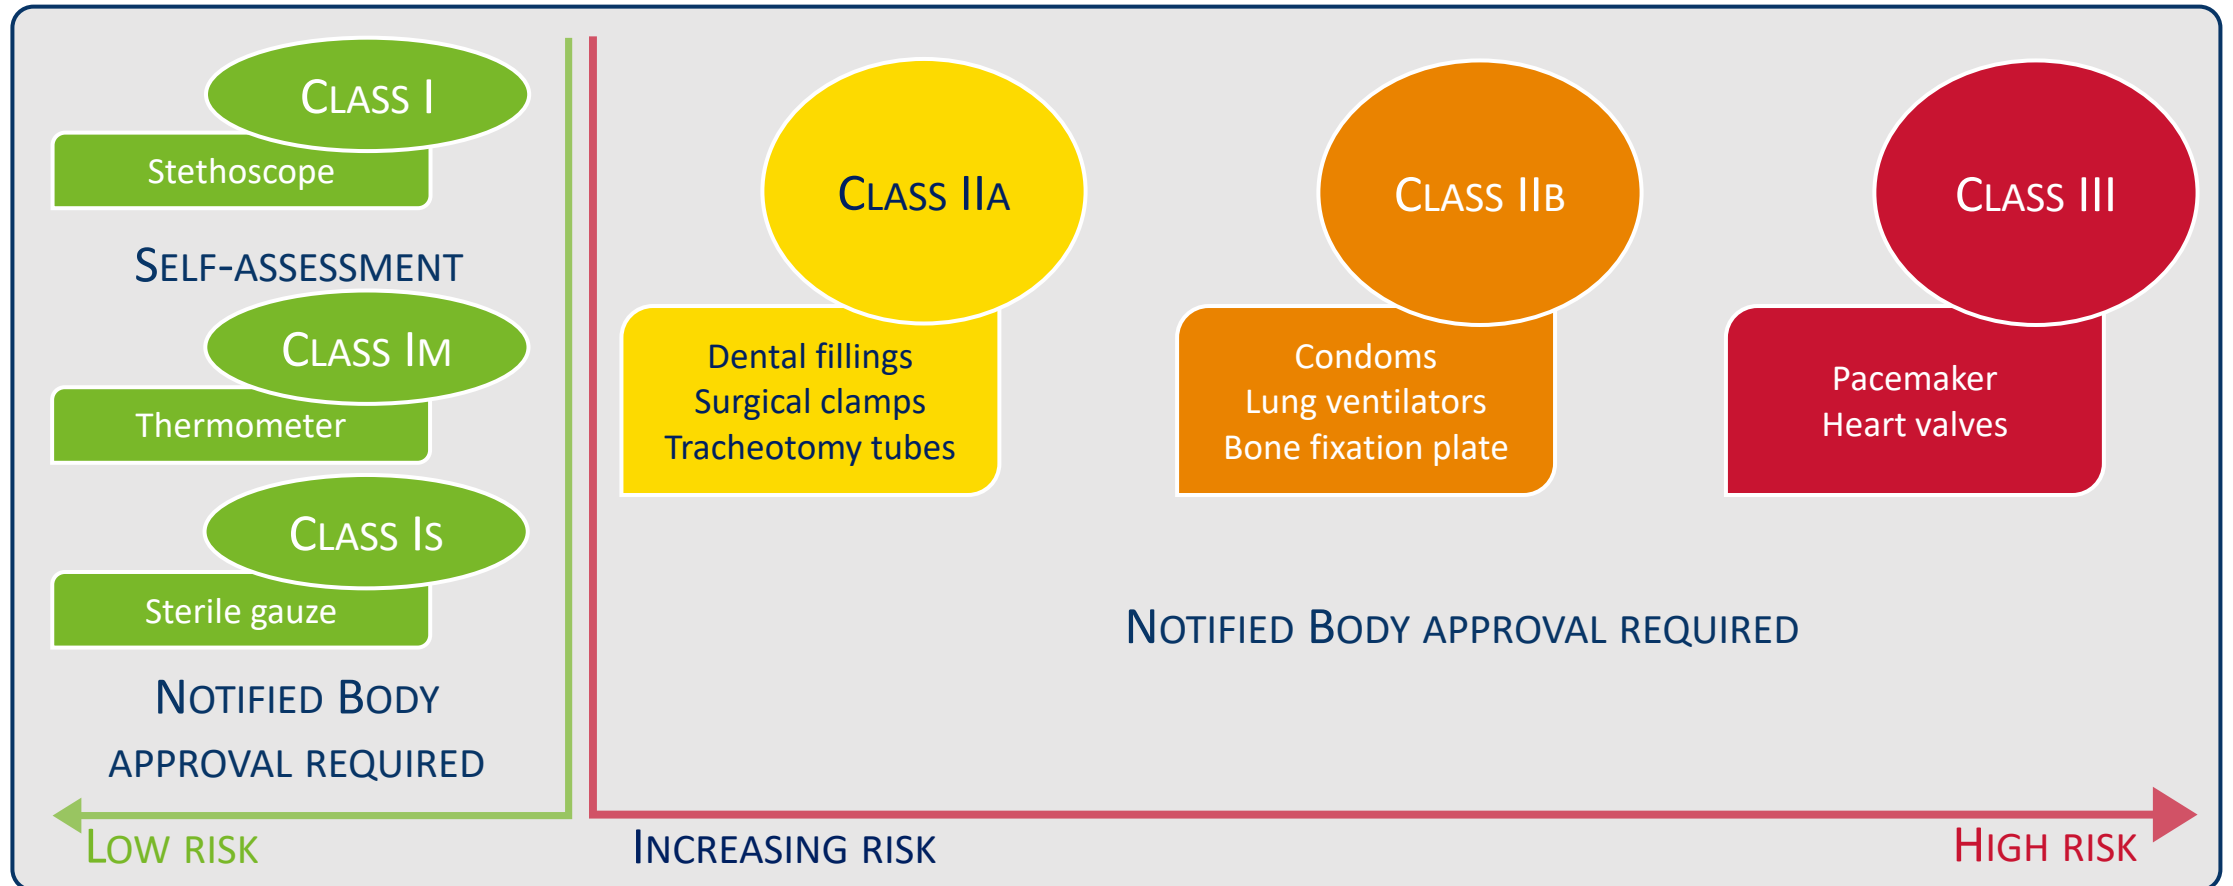 CLASS I
Stethoscope
SELF-ASSESSMENT
CLASS IM
Thermometer
CLASS IS
Sterile gauze
NOTIFIED BODY
APPROVAL REQUIRED
LOW RISK
CLASS IIA
Dental fillings
Surgical clamps
Tracheotomy tubes
CLASS IIB
Condoms
Lung ventilators
Bone fixation plate
CLASS III
Pacemaker
Heart valves
NOTIFIED BODY APPROVAL REQUIRED
INCREASING RISK
HIGH RISK